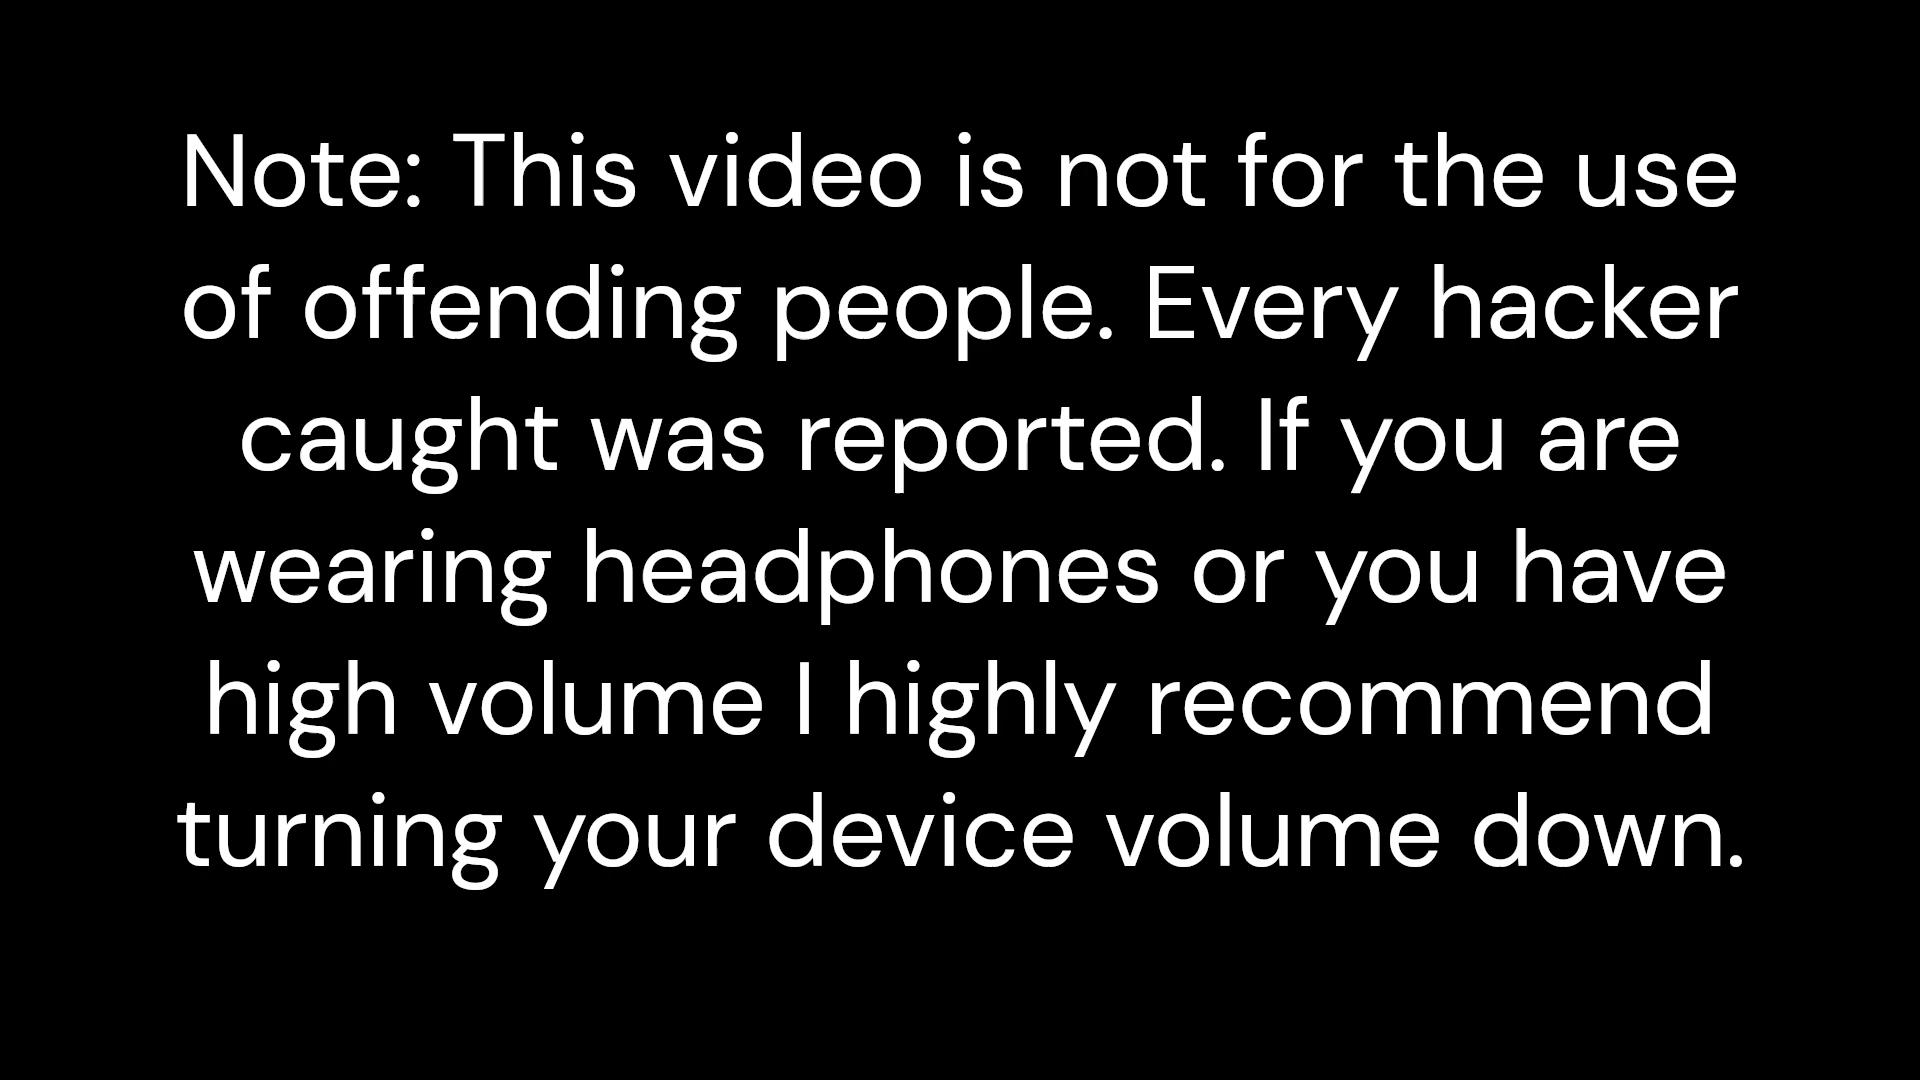 Note: This video is not for the use
of offending people. Every hacker
caught was reported. If you are
wearing headphones or you have
high volume I highly recommend
turning your device volume down.